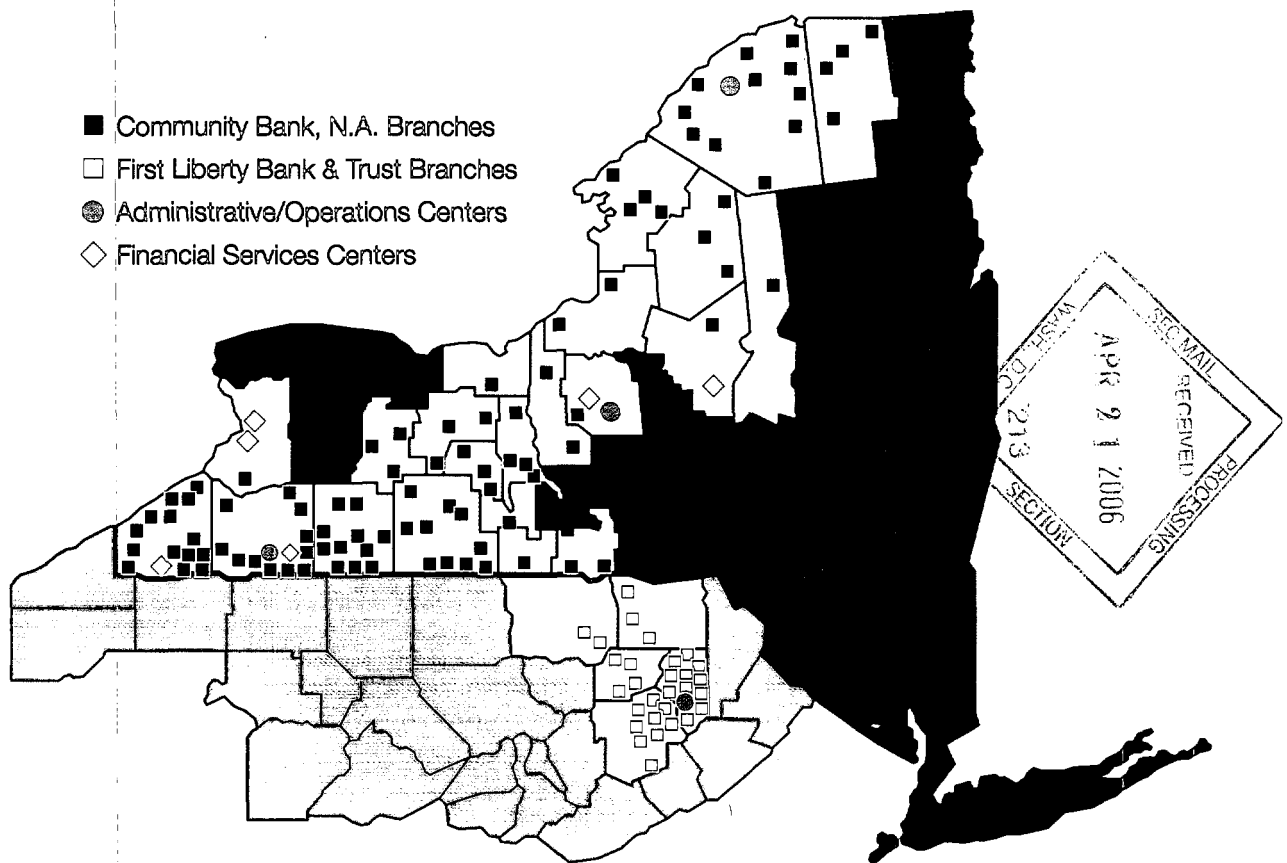 Community Bank, N.A. Branches
First Liberty Bank & Trust Branches
Administrative/Operations Centers
Financial Services Centers
SEC MAIL
RECEIVED
PROCESSING
APR 21 2006
WASH. D.C.
213
SECTION